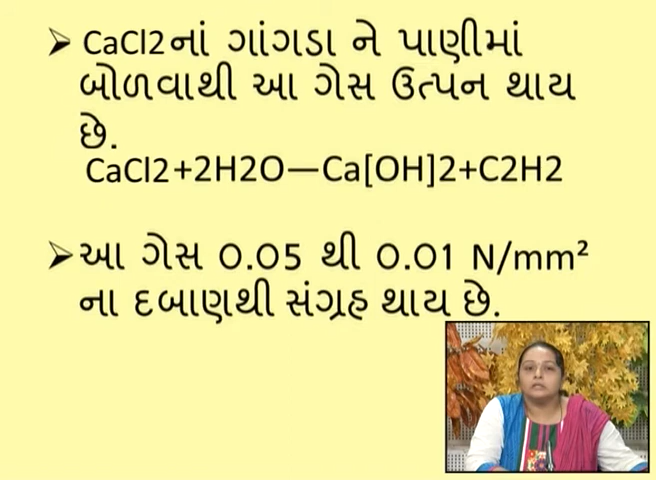 ➢ CaCl2નાં ગાંગડા ને પાણીમાં
બોળવાથી આ ગેસ ઉત્પન થાય
છે.
CaCl2+2H2O—Ca[OH]2+C2H2
➢આ ગેસ 0.05 થી 0.01 N/mm²
ના દબાણથી સંગ્રહ થાય છે.